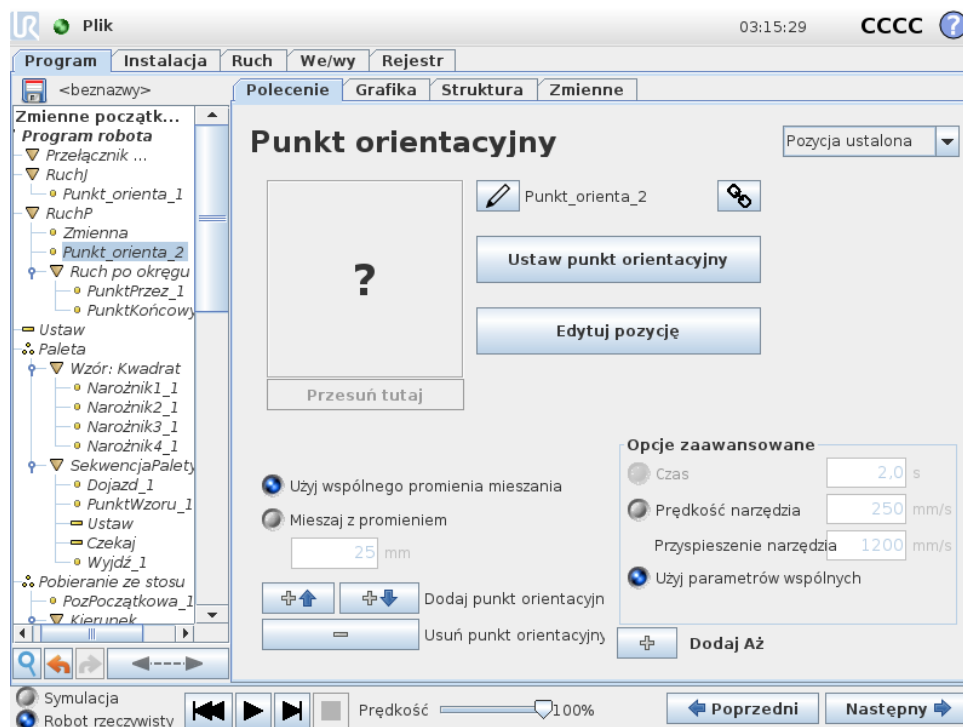 UR Plik 03:15:29 CCCC ?
Program Instalacja Ruch We/wy Rejestr
<beznazwy>
Polecenie Grafika Struktura Zmienne
Zmienne początk...
Program robota
Przełącznik ...
RuchJ
Punkt_orienta_1
RuchP
Zmienna
Punkt_orienta_2
Ruch po okręgu
PunktPrzez_1
PunktKońcowy
Ustaw
Paleta
Wzór: Kwadrat
Narożnik1_1
Narożnik2_1
Narożnik3_1
Narożnik4_1
SekwencjaPalety
Dojazd_1
PunktWzoru_1
Ustaw
Czekaj
Wyjdź_1
Pobieranie ze stosu
PozPoczątkowa_1
Kierunek
Punkt orientacyjny
Pozycja ustalona
?
Punkt_orienta_2
Ustaw punkt orientacyjny
Edytuj pozycję
Przesuń tutaj
Użyj wspólnego promienia mieszania
Mieszaj z promieniem
25 mm
Dodaj punkt orientacyjn
Usuń punkt orientacyjny
Opcje zaawansowane
Czas 2,0 s
Prędkość narzędzia 250 mm/s
Przyspieszenie narzędzia 1200 mm/s
Użyj parametrów wspólnych
Dodaj Aż
Symulacja
Robot rzeczywisty
Prędkość 100%
Poprzedni
Następny